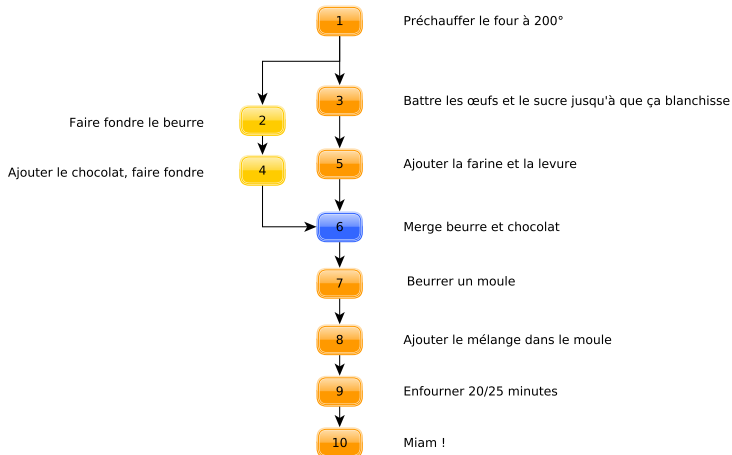 1 Préchauffer le four à 200°
3 Battre les œufs et le sucre jusqu'à que ça blanchisse
Faire fondre le beurre 2
5 Ajouter la farine et la levure
Ajouter le chocolat, faire fondre 4
6 Merge beurre et chocolat
7 Beurrer un moule
8 Ajouter le mélange dans le moule
9 Enfourner 20/25 minutes
10 Miam !